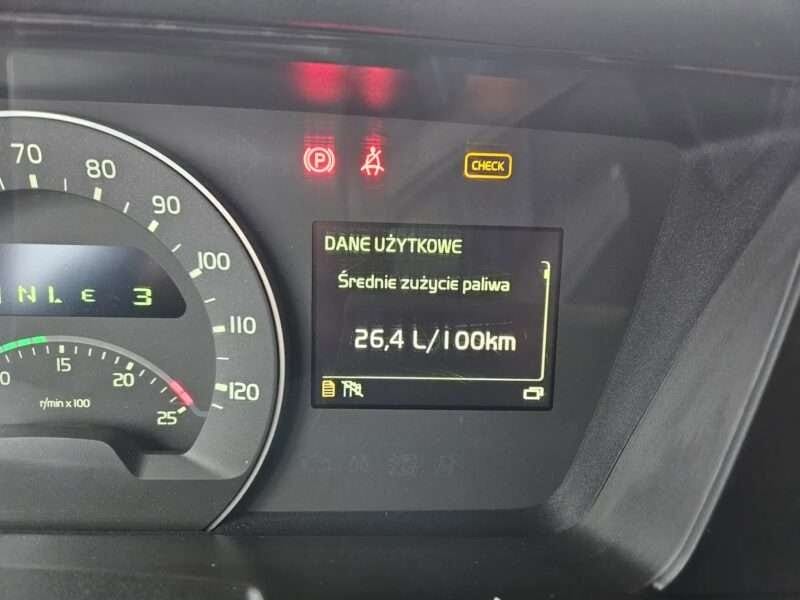 70
80
90
100
110
120
N L E 3
15
20
25
r/min x 100
P
CHECK
DANE UŻYTKOWE
Średnie zużycie paliwa
26,4 L/100km